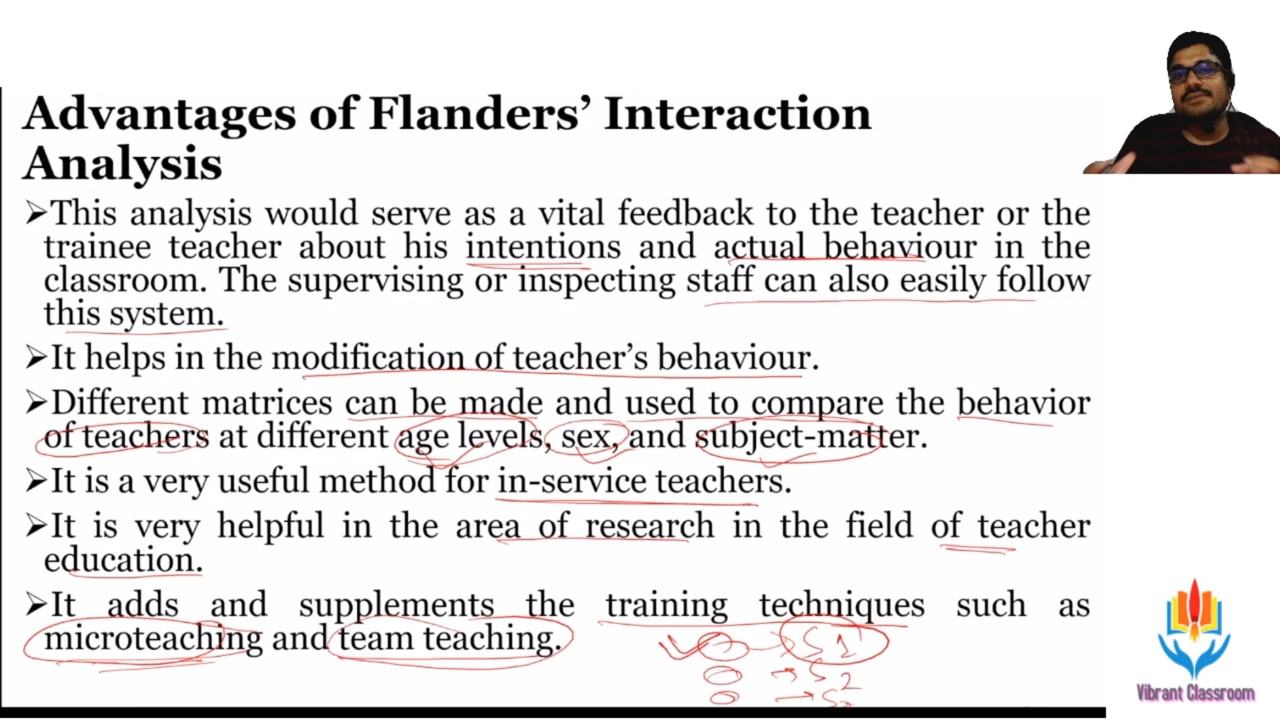 Advantages of Flanders’ Interaction
Analysis
➢This analysis would serve as a vital feedback to the teacher or the
trainee teacher about his intentions and actual behaviour in the
classroom. The supervising or inspecting staff can also easily follow
this system.
➢It helps in the modification of teacher’s behaviour.
➢Different matrices can be made and used to compare the behavior
of teachers at different age levels, sex, and subject-matter.
➢It is a very useful method for in-service teachers.
➢It is very helpful in the area of research in the field of teacher
education.
➢It adds and supplements the training techniques such as
microteaching and team teaching.
S1
S2
Vibrant Classroom